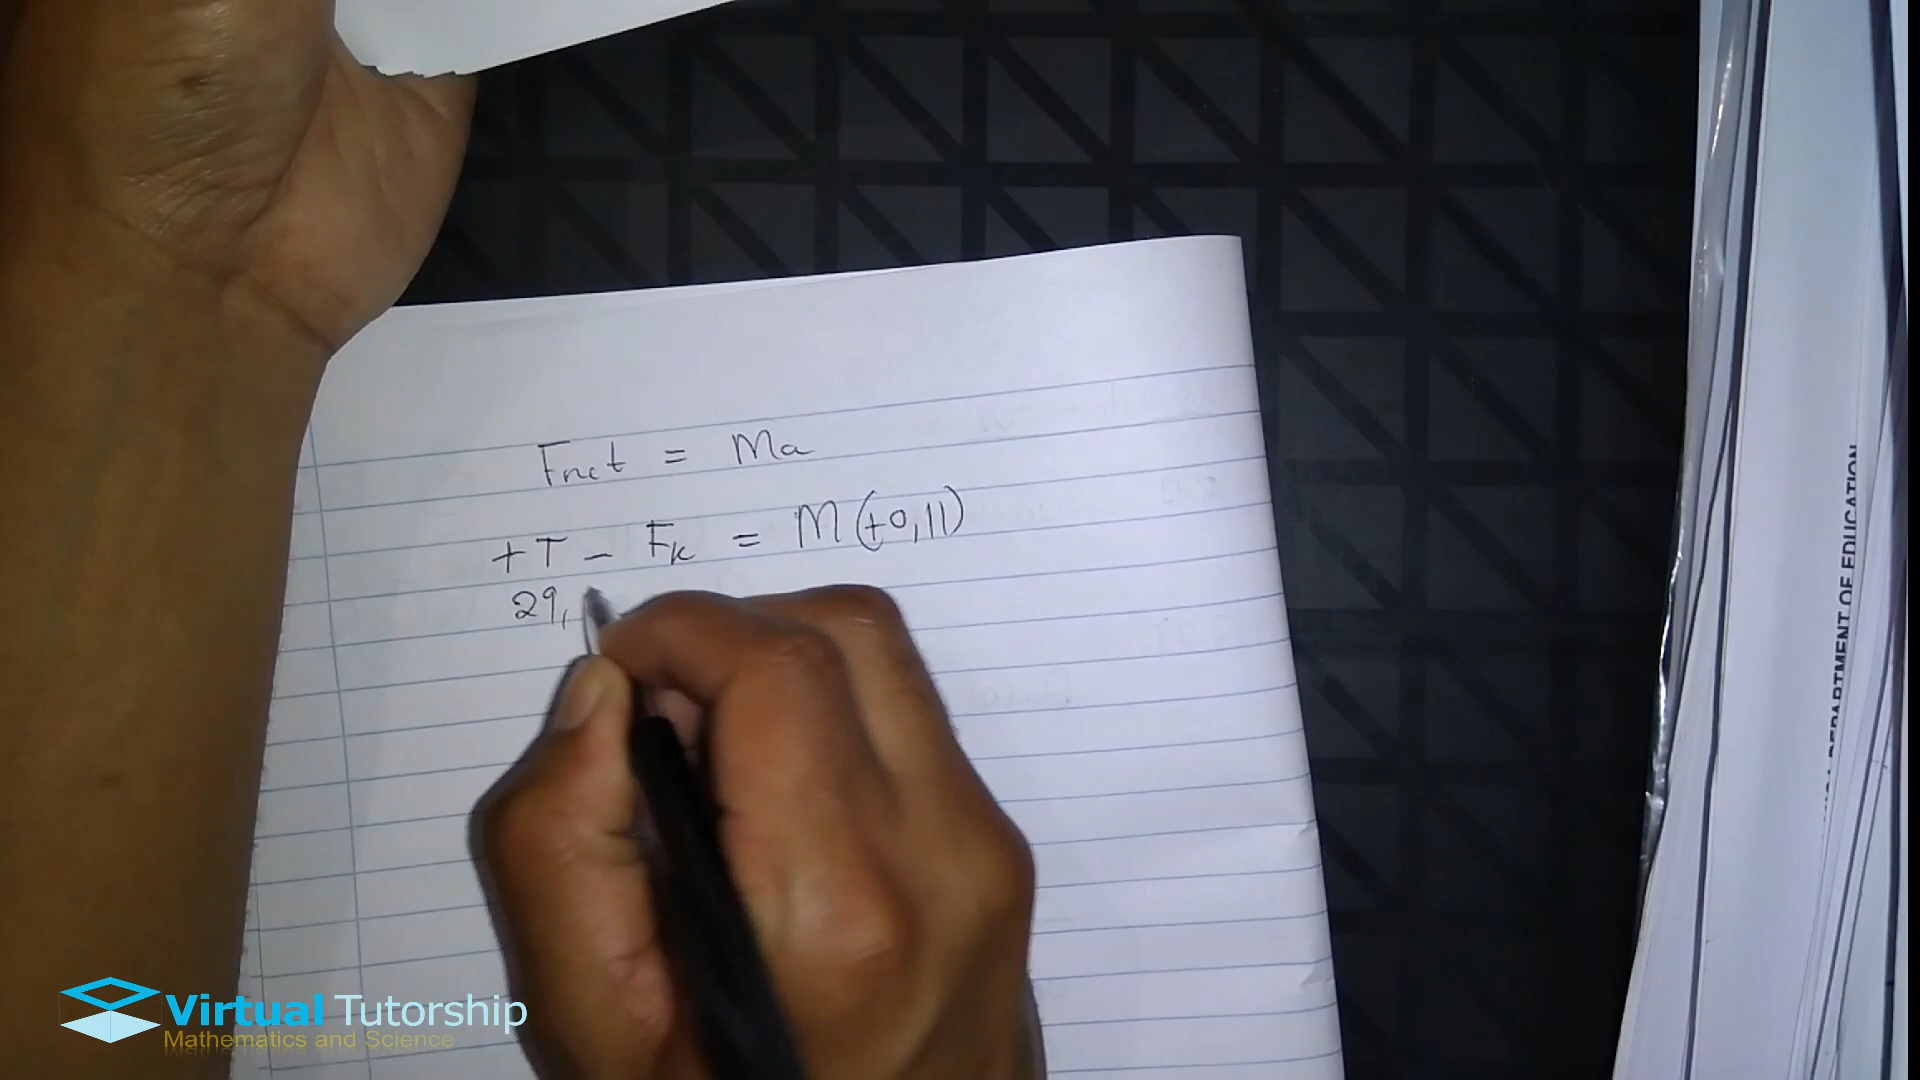 Fnet = Ma
+T - Fk = M(+0,11)
29,
DEPARTMENT OF EDUCATION
Virtual Tutorship
Mathematics and Science